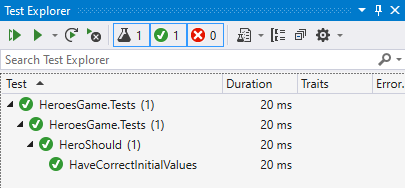 Test Explorer
1 1 0
Search Test Explorer
Test Duration Traits Error.
HeroesGame.Tests (1) 20 ms
HeroesGame.Tests (1) 20 ms
HeroShould (1) 20 ms
HaveCorrectInitialValues 20 ms